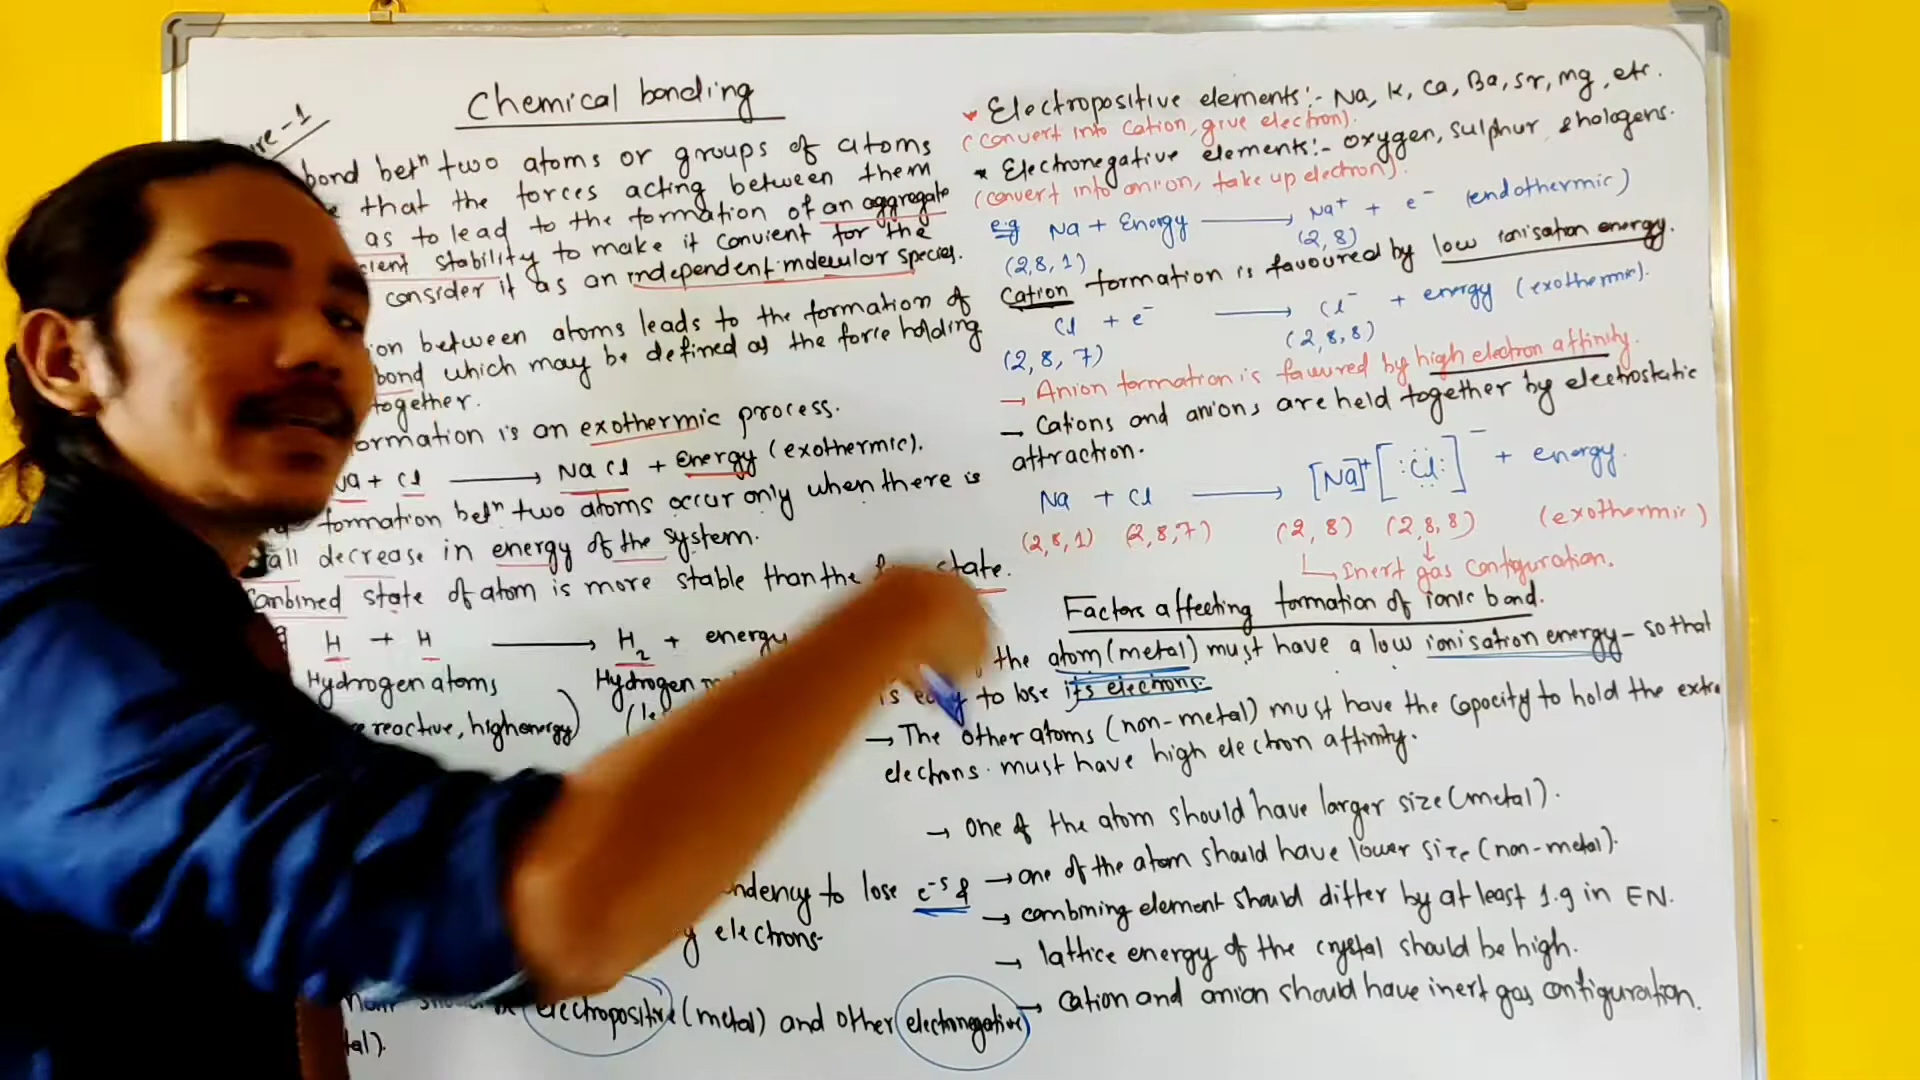 Chemical bonding
ure-1
bond betⁿ two atoms or groups of atoms
that the forces acting between them
as to lead to the formation of an aggregate
cient stability to make it convient for the
consider it as an independent molecular species.
ion between atoms leads to the formation of
bond which may be defined as the force holding
together.
ormation is an exothermic process.
Na + Cl ⟶ NaCl + Energy (exothermic).
formation betⁿ two atoms occur only when there is
all decrease in energy of the system.
Combined state of atom is more stable than the state.
H + H ⟶ H₂ + energy
Hydrogen atoms Hydrogen
reactive, high energy) (le
ndency to lose e⁻s &
electrons.
should electropositive (metal) and other electronegative
tal).
* Electropositive elements:- Na, K, Ca, Ba, Sr, Mg, etc.
(convert into cation, give electron).
* Electronegative elements:- oxygen, sulphur & hologens.
(convert into anion, take up electron).
e.g Na + Energy ⟶ Na⁺ + e⁻ (endothermic)
(2,8,1) (2,8)
Cation formation is favoured by low ionisation energy.
Cl + e⁻ ⟶ Cl⁻ + energy (exothermic).
(2,8,7) (2,8,8)
→ Anion formation is favured by high electron affinity.
→ Cations and anions are held together by electrostatic
attraction.
Na + Cl ⟶ [Na]⁺ [:Cl:]⁻ + energy.
(2,8,1) (2,8,7) (2,8) (2,8,8) (exothermic)
Inert gas configuration.
Factors affecting formation of ionic bond.
the atom (metal) must have a low ionisation energy - so that
is easy to lose its electrons.
→ The other atoms (non-metal) must have the capacity to hold the extra
electrons. must have high electron affinity.
→ One of the atom should have larger size (metal).
→ one of the atom should have lower size (non-metal).
→ combining element should differ by at least 1.9 in EN.
→ lattice energy of the crystal should be high.
→ cation and anion should have inert gas configuration.